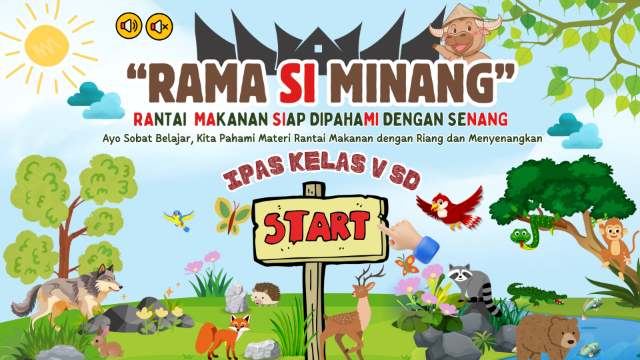 “RAMA SI MINANG”
RANTAI MAKANAN SIAP DIPAHAMI DENGAN SENANG
Ayo Sobat Belajar, Kita Pahami Materi Rantai Makanan dengan Riang dan Menyenangkan
IPAS KELAS V SD
START